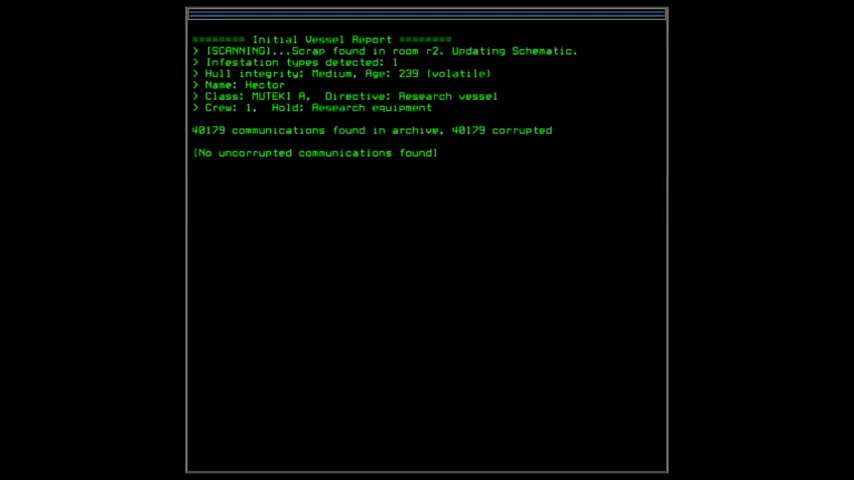 ======== Initial Vessel Report ========
> [SCANNING]...Scrap found in room r2. Updating Schematic.
> Infestation types detected: 1
> Hull integrity: Medium, Age: 239 (volatile)
> Name: Hector
> Class: MUTEKI A,  Directive: Research vessel
> Crew: 1,  Hold: Research equipment
40179 communications found in archive, 40179 corrupted
[No uncorrupted communications found]